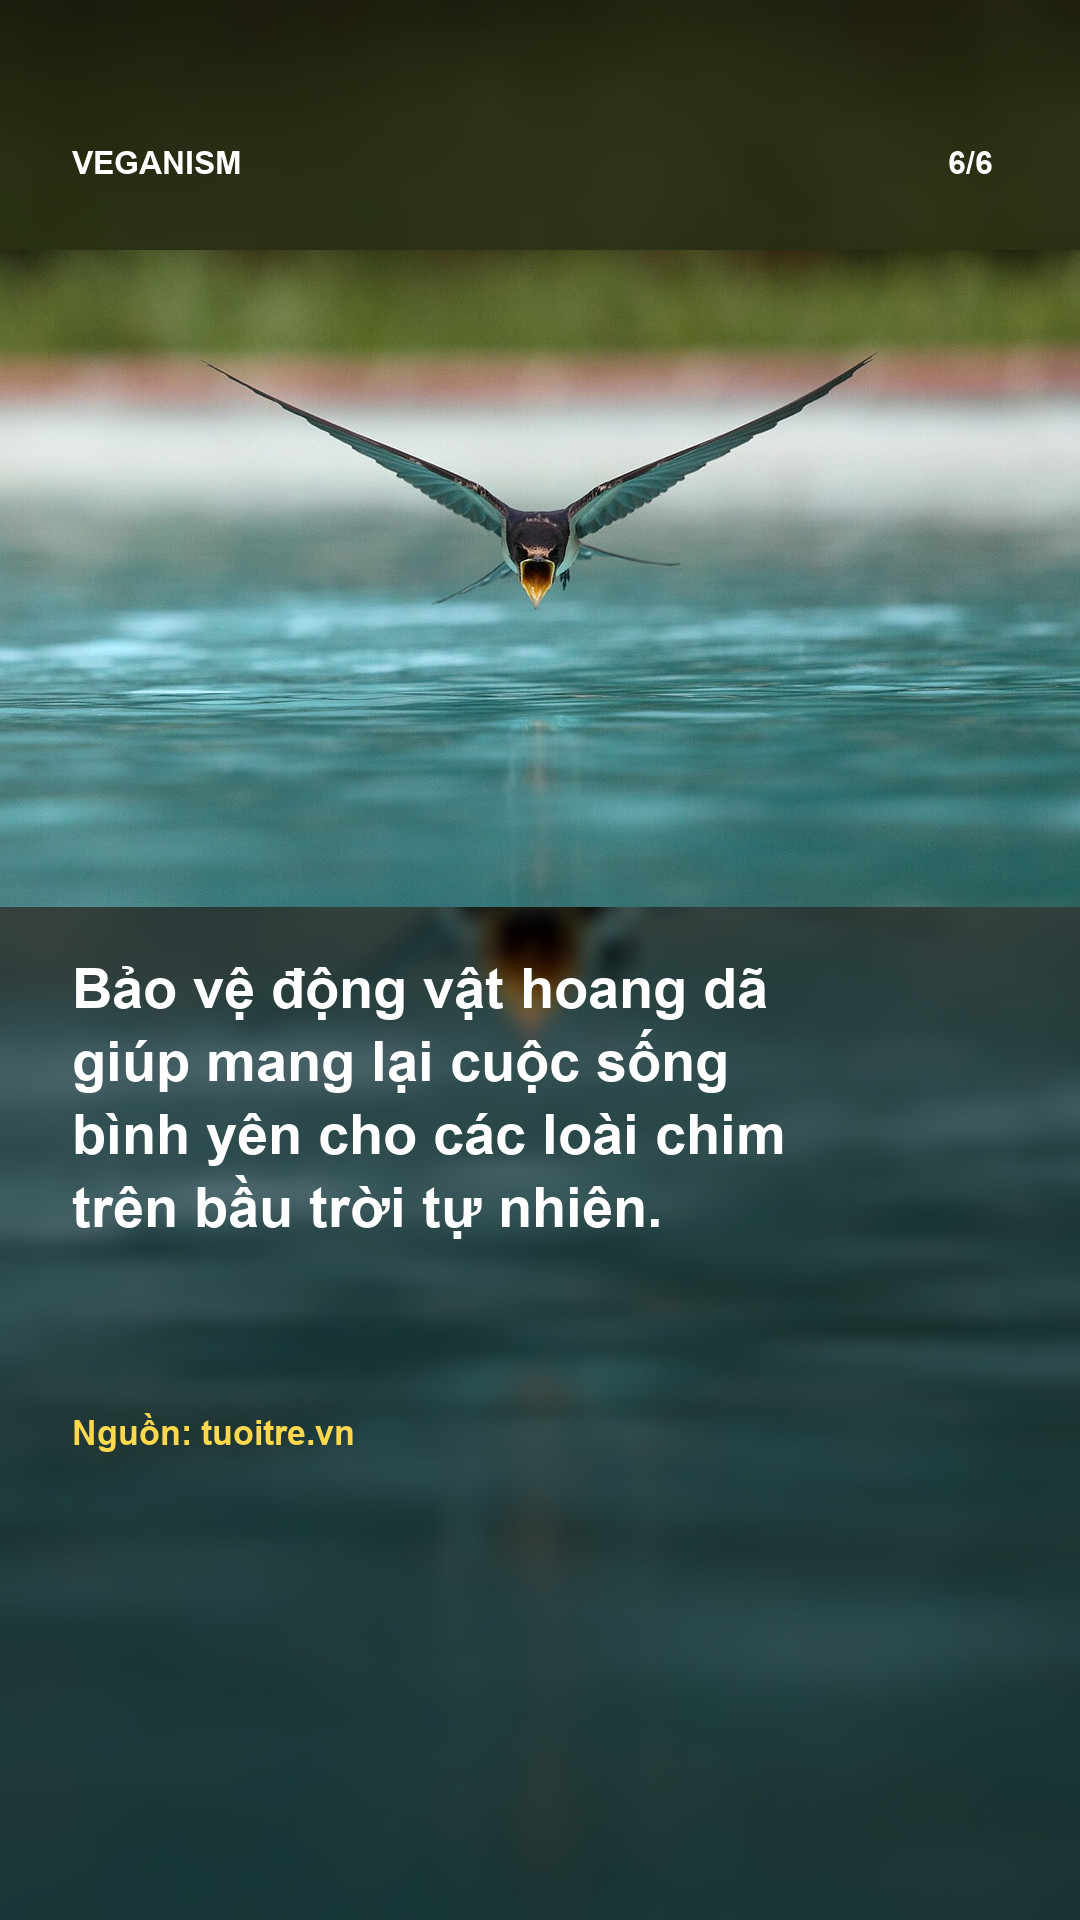 VEGANISM
6/6
Bảo vệ động vật hoang dã
giúp mang lại cuộc sống
bình yên cho các loài chim
trên bầu trời tự nhiên.
Nguồn: tuoitre.vn